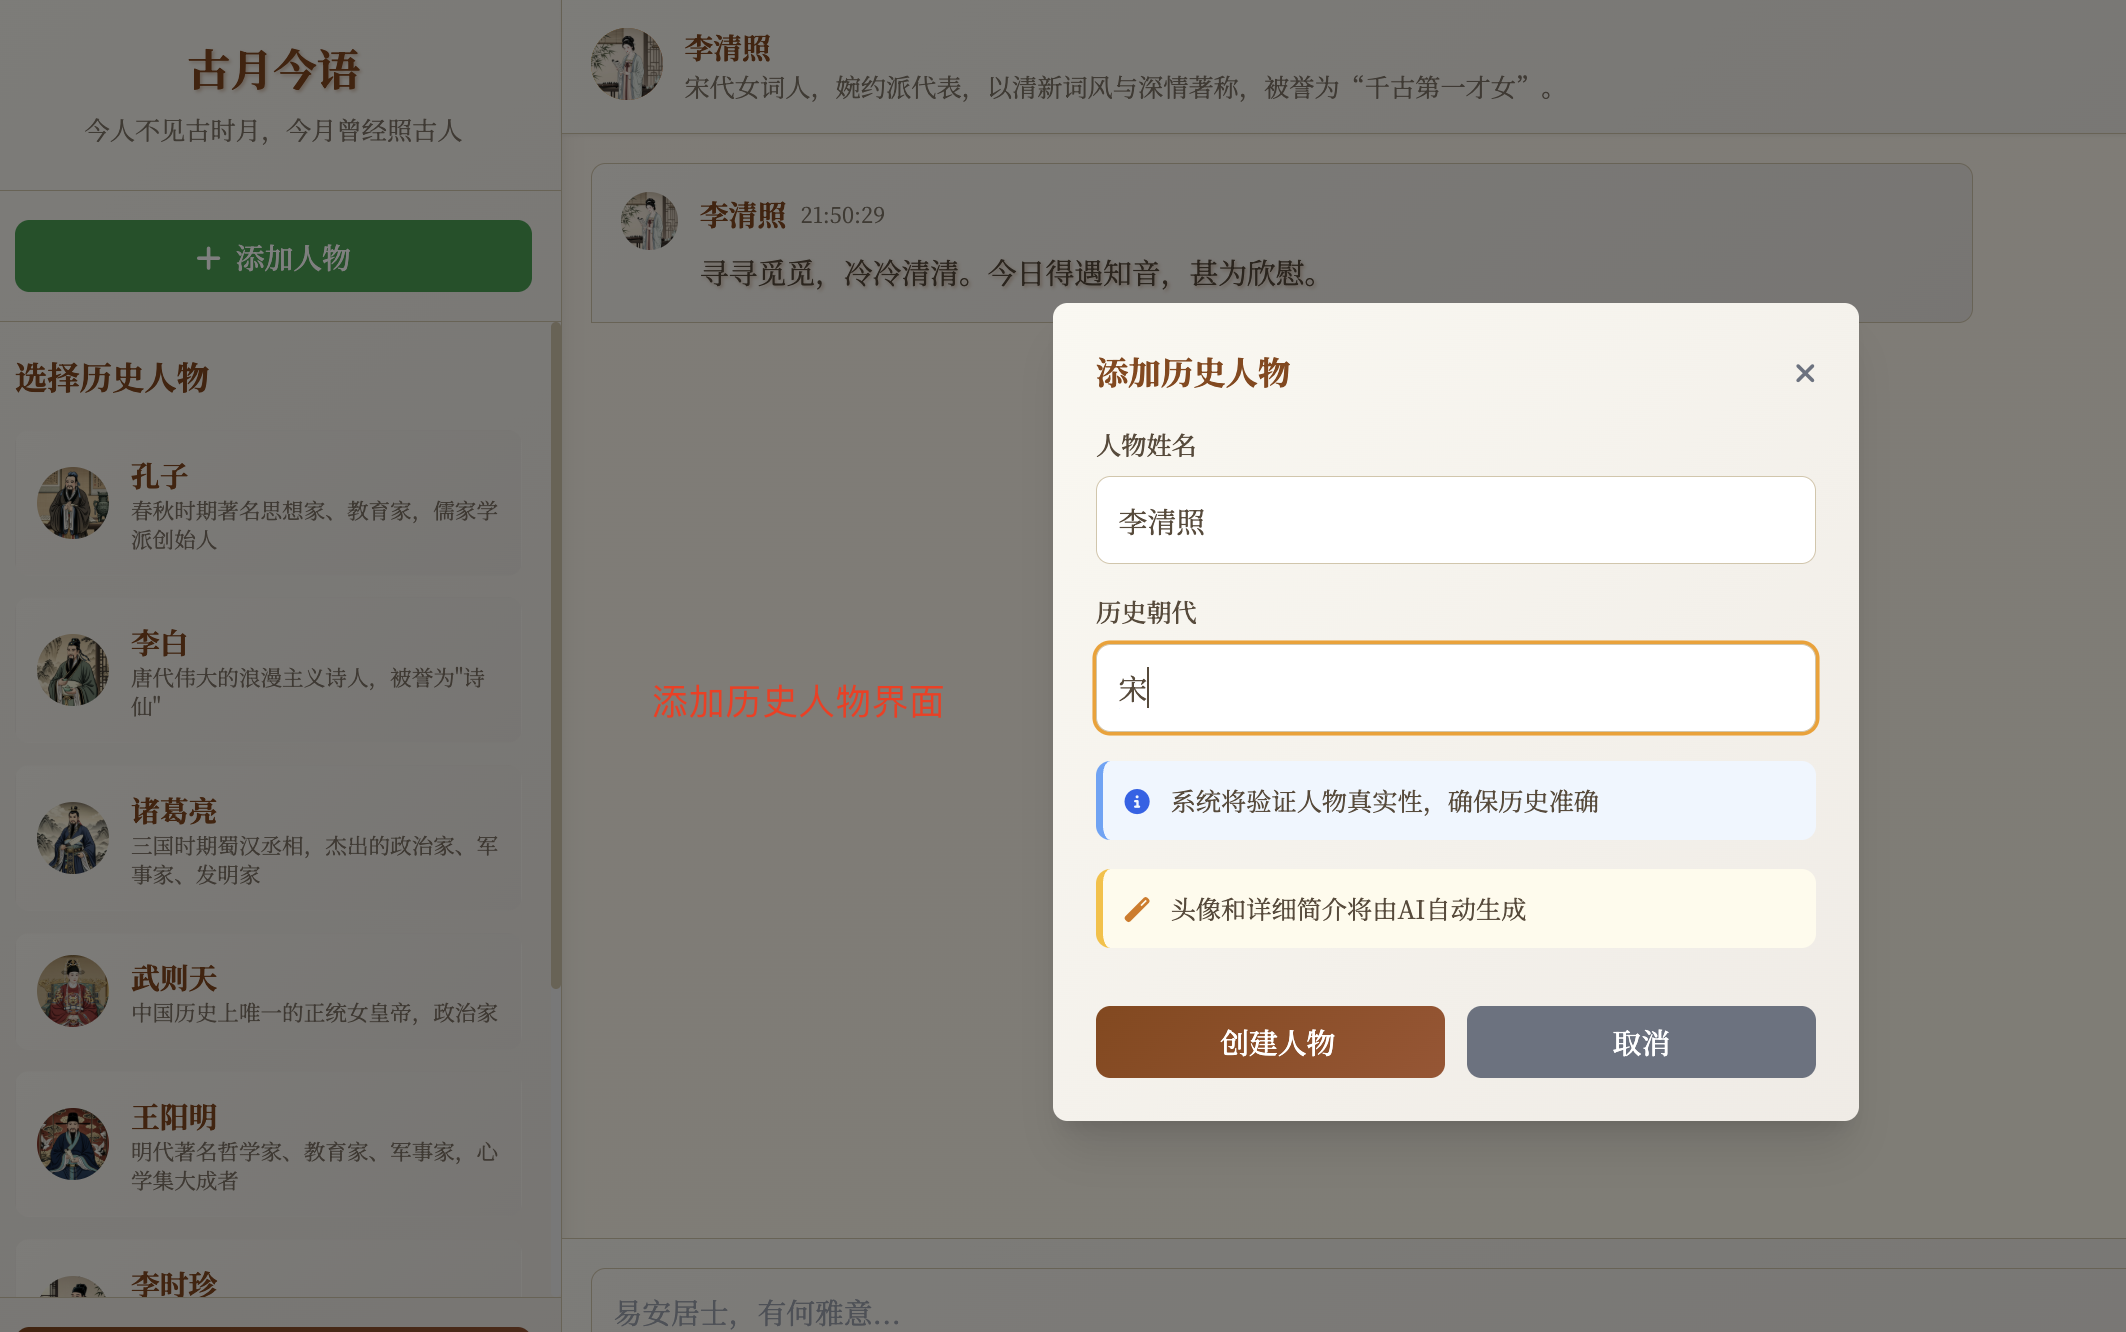 古月今语
今人不见古时月，今月曾经照古人
添加人物
选择历史人物
孔子
春秋时期著名思想家、教育家，儒家学
派创始人
李白
唐代伟大的浪漫主义诗人，被誉为"诗
仙"
诸葛亮
三国时期蜀汉丞相，杰出的政治家、军
事家、发明家
武则天
中国历史上唯一的正统女皇帝，政治家
王阳明
明代著名哲学家、教育家、军事家，心
学集大成者
李时珍
李清照
宋代女词人，婉约派代表，以清新词风与深情著称，被誉为“千古第一才女”。
李清照 21:50:29
寻寻觅觅，冷冷清清。今日得遇知音，甚为欣慰。
添加历史人物界面
添加历史人物
人物姓名
李清照
历史朝代
宋
系统将验证人物真实性，确保历史准确
头像和详细简介将由AI自动生成
创建人物
取消
易安居士，有何雅意...